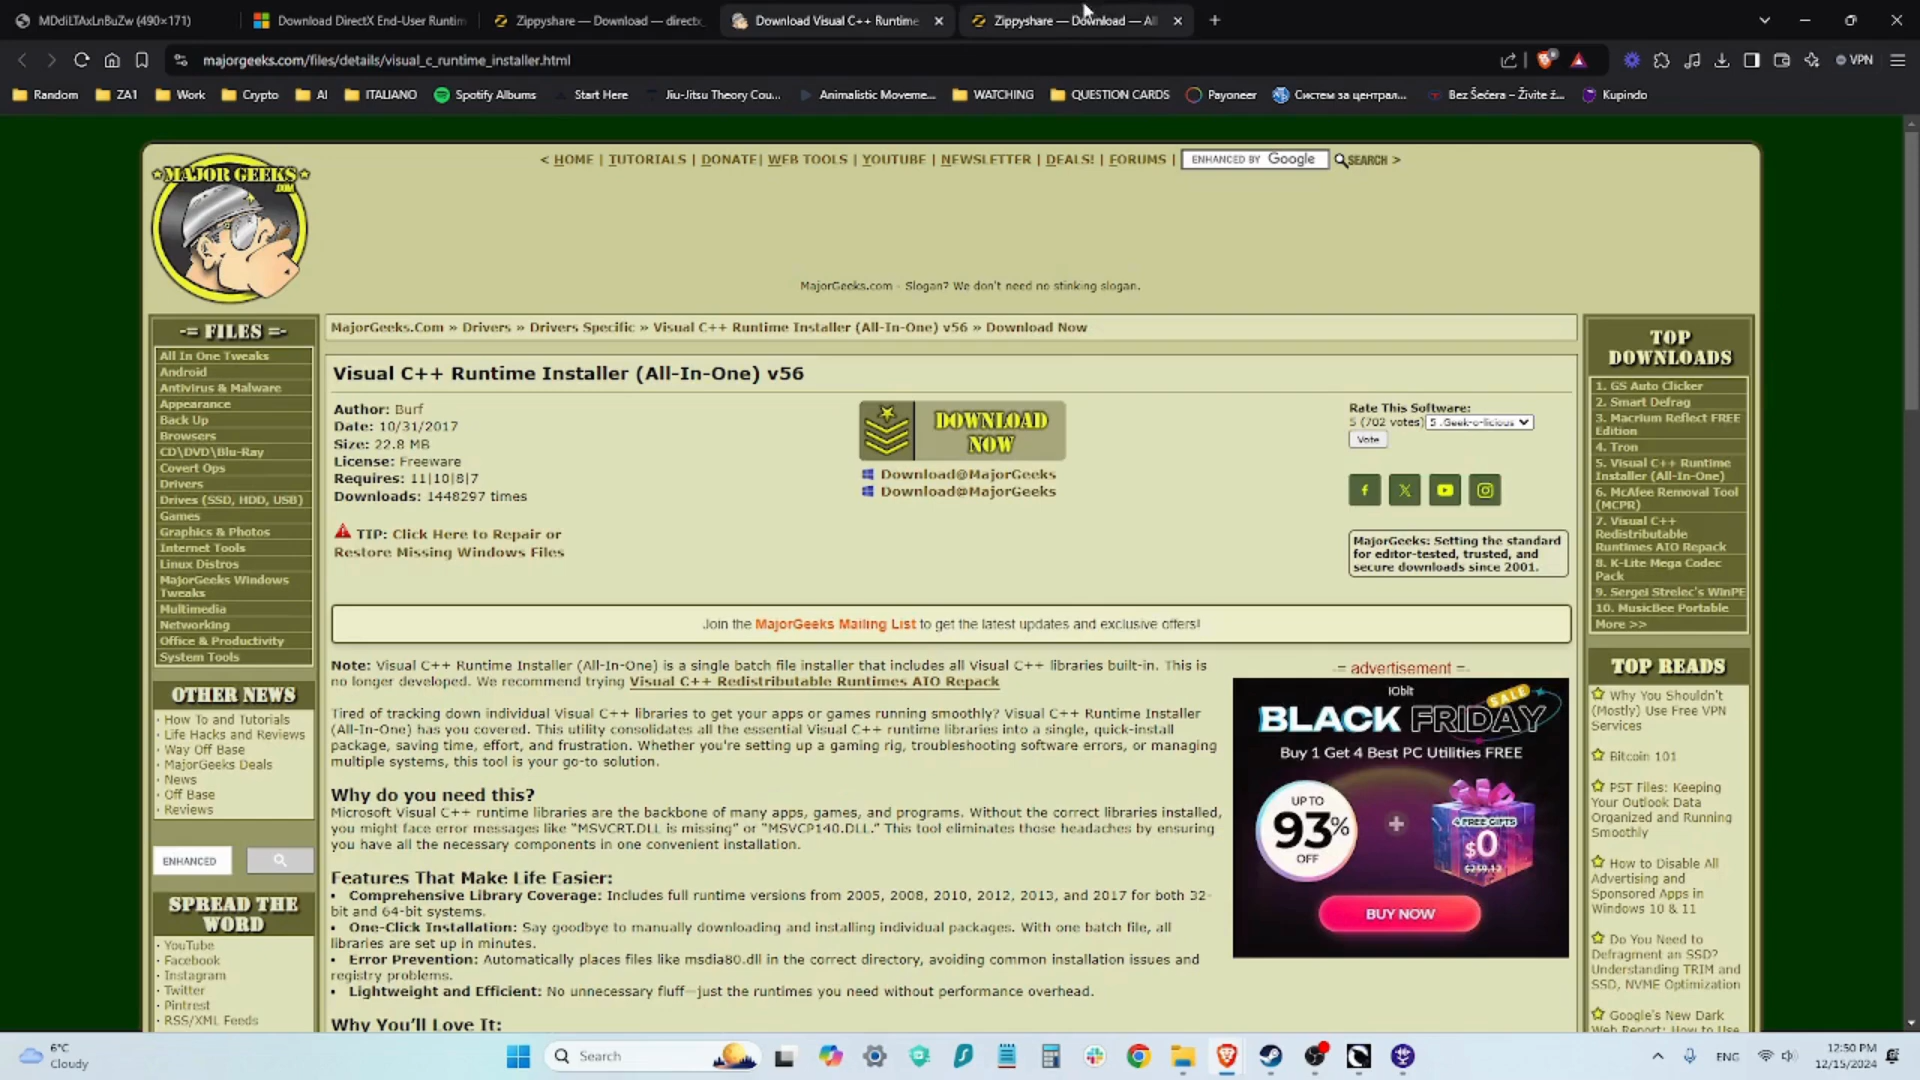 MDdiLTAxLnBuZw (490×171)
Download DirectX End-User Runtim
Zippyshare — Download — directx
Download Visual C++ Runtime
Zippyshare — Download — All
majorgeeks.com/files/details/visual_c_runtime_installer.html
VPN
Random
ZA1
Work
Crypto
AI
ITALIANO
Spotify Albums
Start Here
Jiu-Jitsu Theory Cou...
Animalistic Moveme...
WATCHING
QUESTION CARDS
Payoneer
Систем за централ...
Bez Šećera – Živite ž...
Kupindo
MAJOR GEEKS
.COM
< HOME | TUTORIALS | DONATE| WEB TOOLS | YOUTUBE | NEWSLETTER | DEALS! | FORUMS | ENHANCED BY Google SEARCH >
MajorGeeks.com - Slogan? We don't need no stinking slogan.
-= FILES =-
All In One Tweaks
Android
Antivirus & Malware
Appearance
Back Up
Browsers
CD\DVD\Blu-Ray
Covert Ops
Drivers
Drives (SSD, HDD, USB)
Games
Graphics & Photos
Internet Tools
Linux Distros
MajorGeeks Windows
Tweaks
Multimedia
Networking
Office & Productivity
System Tools
OTHER NEWS
· How To and Tutorials
· Life Hacks and Reviews
· Way Off Base
· MajorGeeks Deals
· News
· Off Base
· Reviews
ENHANCED
SPREAD THE
WORD
· YouTube
· Facebook
· Instagram
· Twitter
· Pintrest
· RSS/XML Feeds
MajorGeeks.Com » Drivers » Drivers Specific » Visual C++ Runtime Installer (All-In-One) v56 » Download Now
Visual C++ Runtime Installer (All-In-One) v56
Author: Burf
Date: 10/31/2017
Size: 22.8 MB
License: Freeware
Requires: 11|10|8|7
Downloads: 1448297 times
TIP: Click Here to Repair or
Restore Missing Windows Files
DOWNLOAD
NOW
Download@MajorGeeks
Download@MajorGeeks
Rate This Software:
5 (702 votes) 5 .Geek-o-licious
Vote
MajorGeeks: Setting the standard
for editor-tested, trusted, and
secure downloads since 2001.
Join the MajorGeeks Mailing List to get the latest updates and exclusive offers!
Note: Visual C++ Runtime Installer (All-In-One) is a single batch file installer that includes all Visual C++ libraries built-in. This is
no longer developed. We recommend trying Visual C++ Redistributable Runtimes AIO Repack
Tired of tracking down individual Visual C++ libraries to get your apps or games running smoothly? Visual C++ Runtime Installer
(All-In-One) has you covered. This utility consolidates all the essential Visual C++ runtime libraries into a single, quick-install
package, saving time, effort, and frustration. Whether you're setting up a gaming rig, troubleshooting software errors, or managing
multiple systems, this tool is your go-to solution.
Why do you need this?
Microsoft Visual C++ runtime libraries are the backbone of many apps, games, and programs. Without the correct libraries installed,
you might face error messages like "MSVCRT.DLL is missing" or "MSVCP140.DLL." This tool eliminates those headaches by ensuring
you have all the necessary components in one convenient installation.
Features That Make Life Easier:
• Comprehensive Library Coverage: Includes full runtime versions from 2005, 2008, 2010, 2012, 2013, and 2017 for both 32-
bit and 64-bit systems.
• One-Click Installation: Say goodbye to manually downloading and installing individual packages. With one batch file, all
libraries are set up in minutes.
• Error Prevention: Automatically places files like msdia80.dll in the correct directory, avoiding common installation issues and
registry problems.
• Lightweight and Efficient: No unnecessary fluff—just the runtimes you need without performance overhead.
Why You'll Love It:
-= advertisement =-
IObit
BLACK FRIDAY
SALE
Buy 1 Get 4 Best PC Utilities FREE
UP TO
93%
OFF
+
4 FREE GIFTS
$0
$259.12
BUY NOW
TOP
DOWNLOADS
1. GS Auto Clicker
2. Smart Defrag
3. Macrium Reflect FREE
Edition
4. Tron
5. Visual C++ Runtime
Installer (All-In-One)
6. McAfee Removal Tool
(MCPR)
7. Visual C++
Redistributable
Runtimes AIO Repack
8. K-Lite Mega Codec
Pack
9. Sergei Strelec's WinPE
10. MusicBee Portable
More >>
TOP READS
Why You Shouldn't
(Mostly) Use Free VPN
Services
Bitcoin 101
PST Files: Keeping
Your Outlook Data
Organized and Running
Smoothly
How to Disable All
Advertising and
Sponsored Apps in
Windows 10 & 11
Do You Need to
Defragment an SSD?
Understanding TRIM and
SSD, NVME Optimization
Google's New Dark
Web Report: How to Use
6°C
Cloudy
Search
ENG
12:50 PM
12/15/2024